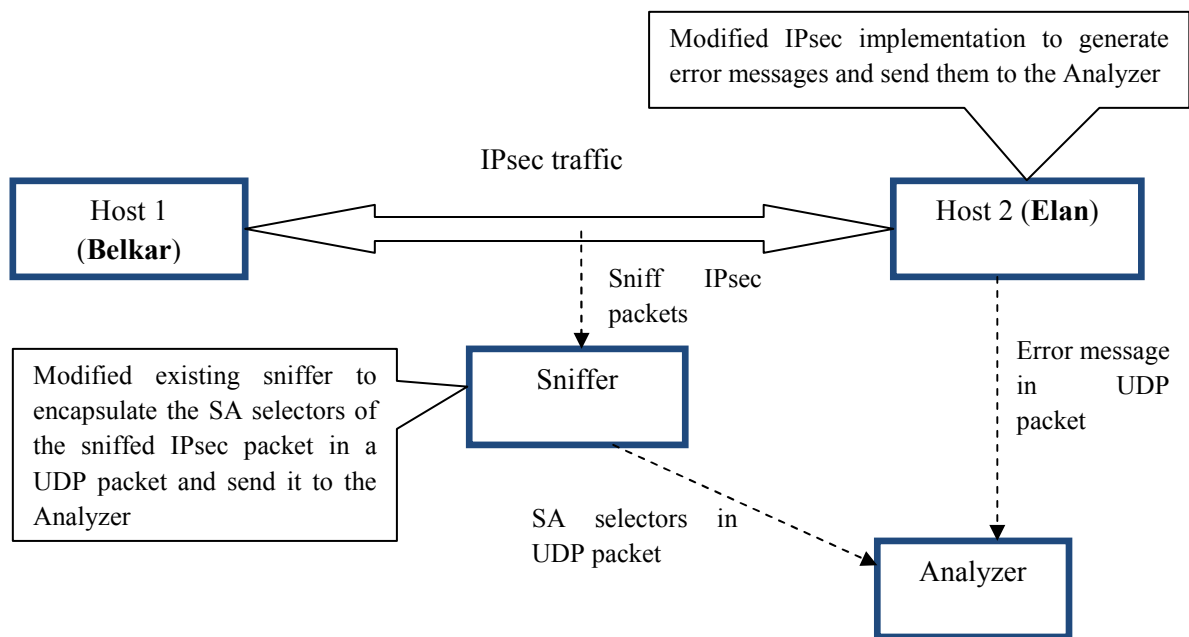 Modified IPsec implementation to generate
error messages and send them to the Analyzer
IPsec traffic
Host 1
(Belkar)
Host 2 (Elan)
Sniff IPsec
packets
Modified existing sniffer to
encapsulate the SA selectors of
the sniffed IPsec packet in a
UDP packet and send it to the
Analyzer
Sniffer
Error message
in UDP
packet
SA selectors in
UDP packet
Analyzer